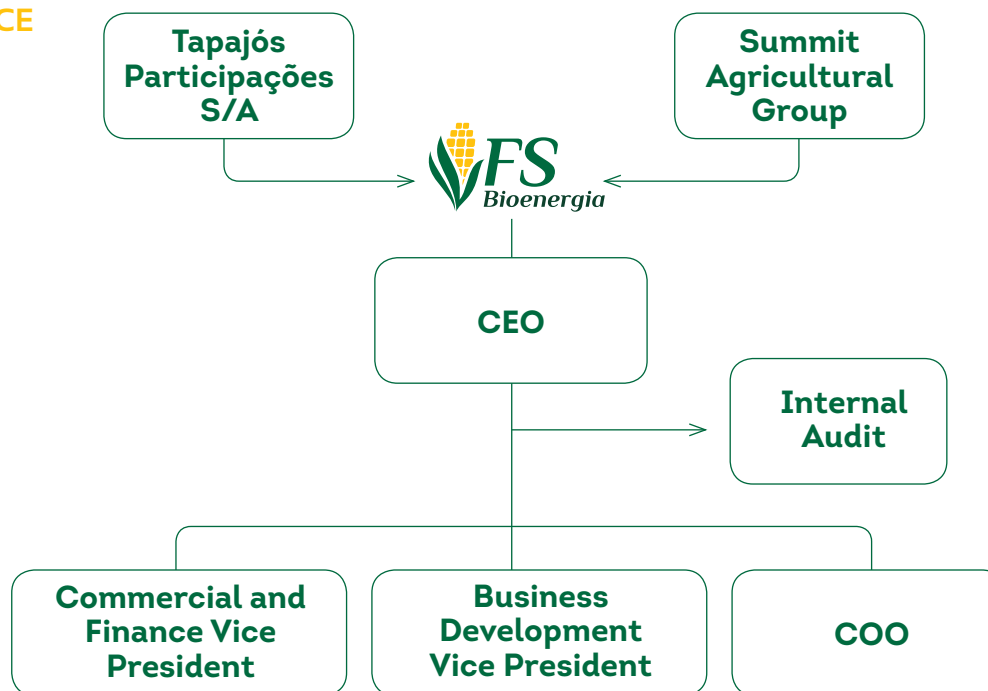 CE
Tapajós
Participações
S/A
Summit
Agricultural
Group
FS
Bioenergia
CEO
Internal
Audit
Commercial and
Finance Vice
President
Business
Development
Vice President
COO